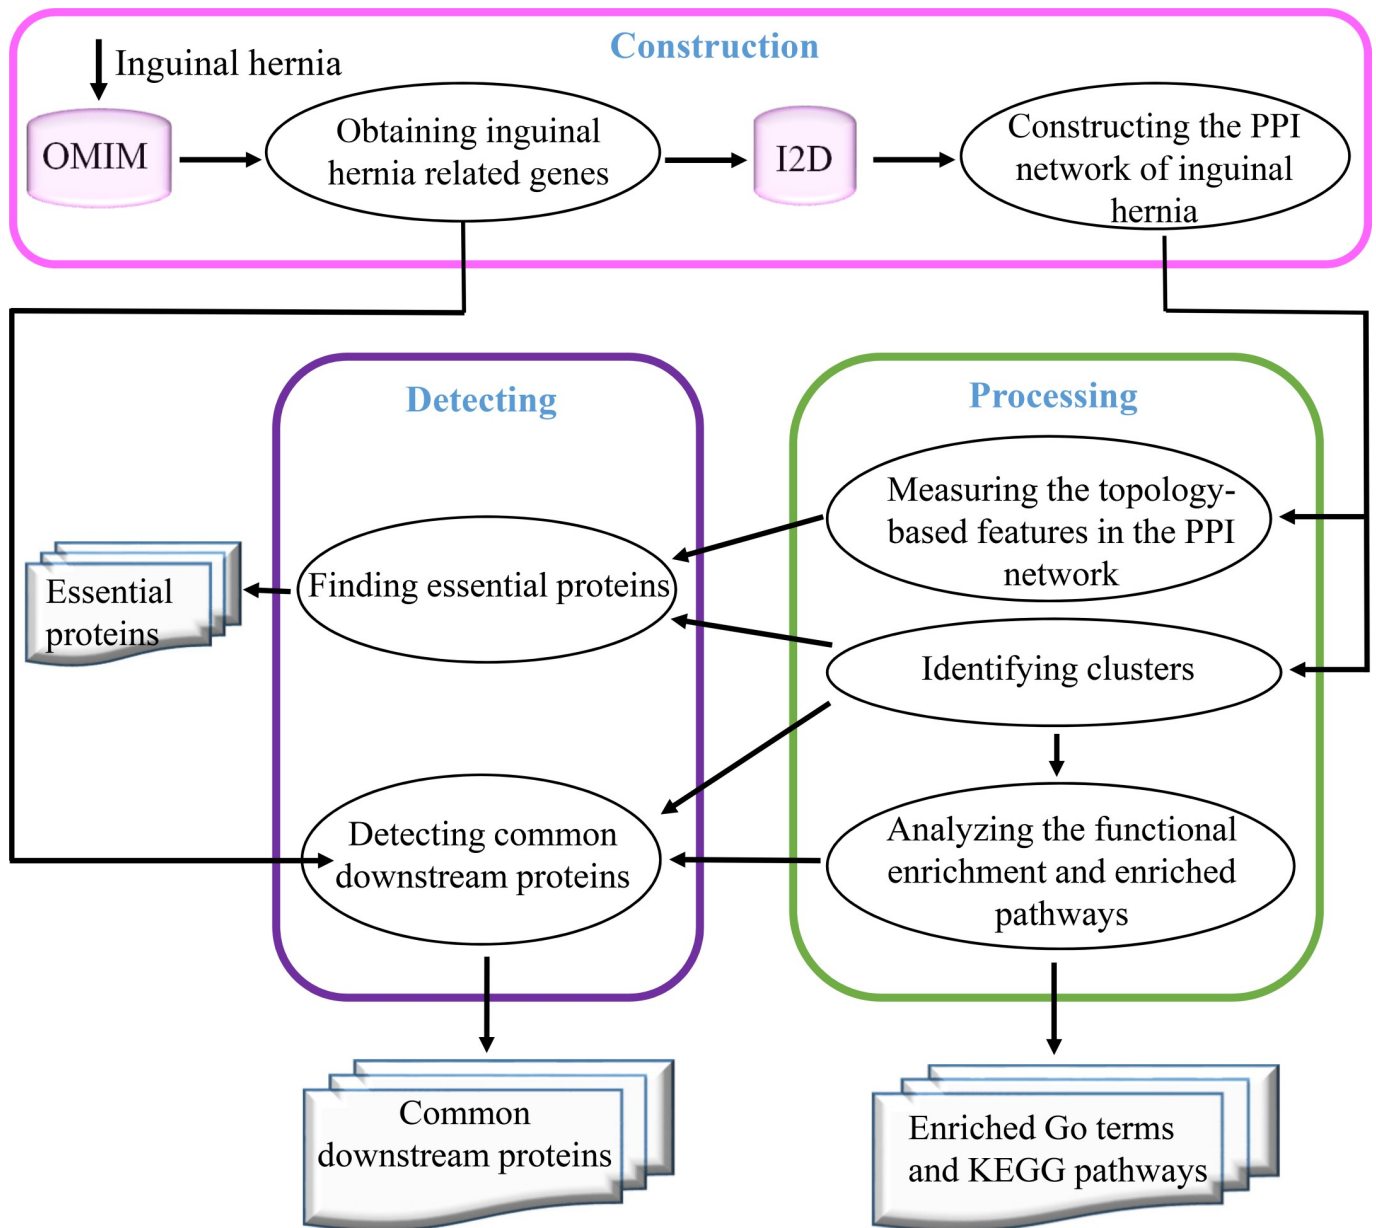 Construction
Inguinal hernia
OMIM
Obtaining inguinal
hernia related genes
I2D
Constructing the PPI
network of inguinal
hernia
Detecting
Processing
Measuring the topology-
based features in the PPI
network
Finding essential proteins
Essential
proteins
Identifying clusters
Detecting common
downstream proteins
Analyzing the functional
enrichment and enriched
pathways
Common
downstream proteins
Enriched Go terms
and KEGG pathways